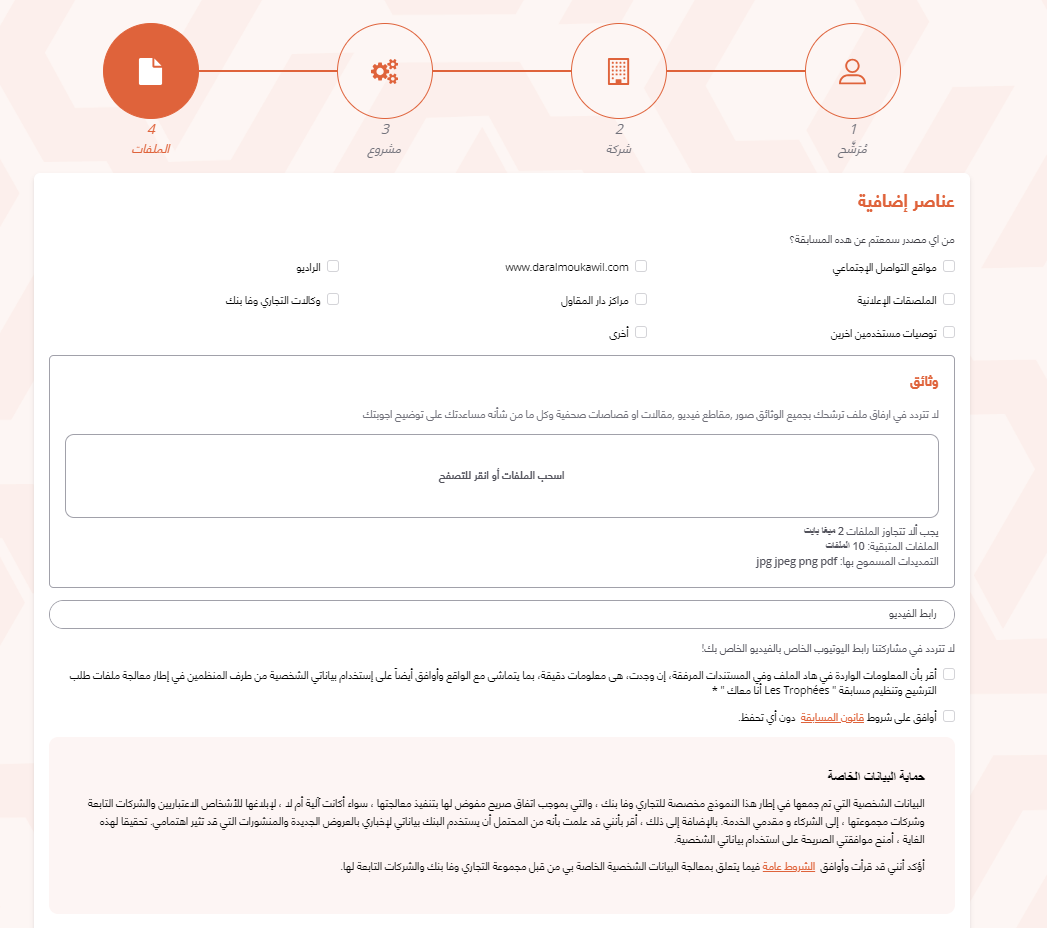 1
مُرَشَّح
2
شركة
3
مشروع
4
الملفات
عناصر إضافية
من اي مصدر سمعتم عن هده المسابقة؟
مواقع التواصل الإجتماعي
www.daralmoukawil.com
الراديو
الملصقات الإعلانية
مراكز دار المقاول
وكالات التجاري وفا بنك
توصيات مستخدمين اخرين
أخرى
وثائق
لا تتردد في ارفاق ملف ترشحك بجميع الوثائق صور ,مقاطع فيديو ,مقالات او قصاصات صحفية وكل ما من شأنه مساعدتك على توضيح اجوبتك
اسحب الملفات أو انقر للتصفح
يجب ألا تتجاوز الملفات 2 ميغا بايت
الملفات المتبقية: 10 الملفات
التمديدات المسموح بها: jpg jpeg png pdf
رابط الفيديو
لا تتردد في مشاركتنا رابط اليوتيوب الخاص بالفيديو الخاص بك!
أقر بأن المعلومات الواردة في هاد الملف وفي المستندات المرفقة، إن وجدت، هى معلومات دقيقة، بما يتماشى مع الواقع وأوافق أيضاً على إستخدام بياناتي الشخصية من طرف المنظمين في إطار معالجة ملفات طلب
الترشيح وتنظيم مسابقة " Les Trophées أنا معاك " *
أوافق على شروط قانون المسابقة دون أي تحفظ.
حماية البيانات الخاصة
البيانات الشخصية التي تم جمعها في إطار هذا النموذج مخصصة للتجاري وفا بنك ، والتي بموجب اتفاق صريح مفوض لها بتنفيذ معالجتها ، سواء أكانت آلية أم لا ، لإبلاغها للأشخاص الاعتباريين والشركات التابعة
وشركات مجموعتها ، إلى الشركاء و مقدمي الخدمة. بالإضافة إلى ذلك ، أقر بأنني قد علمت بأنه من المحتمل أن يستخدم البنك بياناتي لإخباري بالعروض الجديدة والمنشورات التي قد تثير اهتمامي. تحقيقا لهذه
الغاية ، أمنح موافقتي الصريحة على استخدام بياناتي الشخصية.
أؤكد أنني قد قرأت وأوافق الشروط عامة فيما يتعلق بمعالجة البيانات الشخصية الخاصة بي من قبل مجموعة التجاري وفا بنك والشركات التابعة لها.